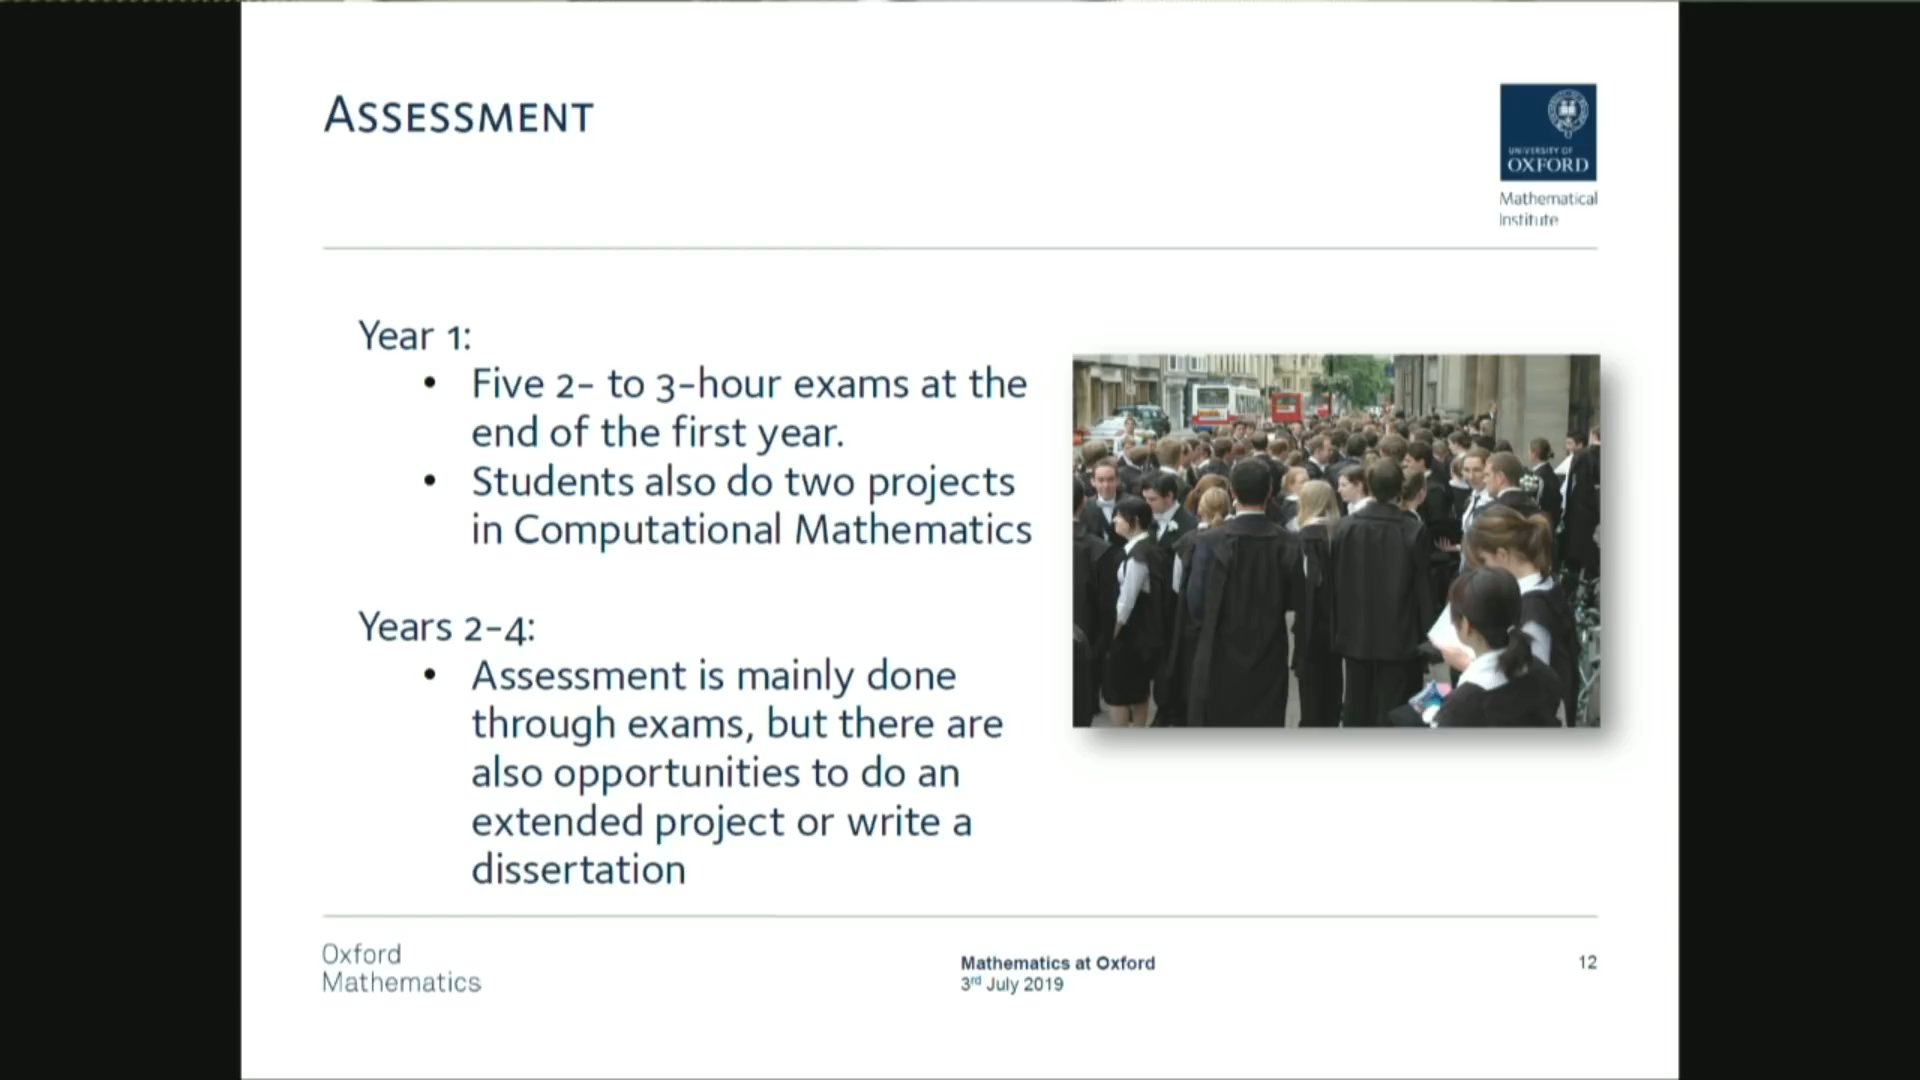 ASSESSMENT
UNIVERSITY OF
OXFORD
Mathematical
Institute
Year 1:
• Five 2- to 3-hour exams at the
end of the first year.
• Students also do two projects
in Computational Mathematics
Years 2-4:
• Assessment is mainly done
through exams, but there are
also opportunities to do an
extended project or write a
dissertation
Oxford
Mathematics
Mathematics at Oxford
3rd July 2019
12